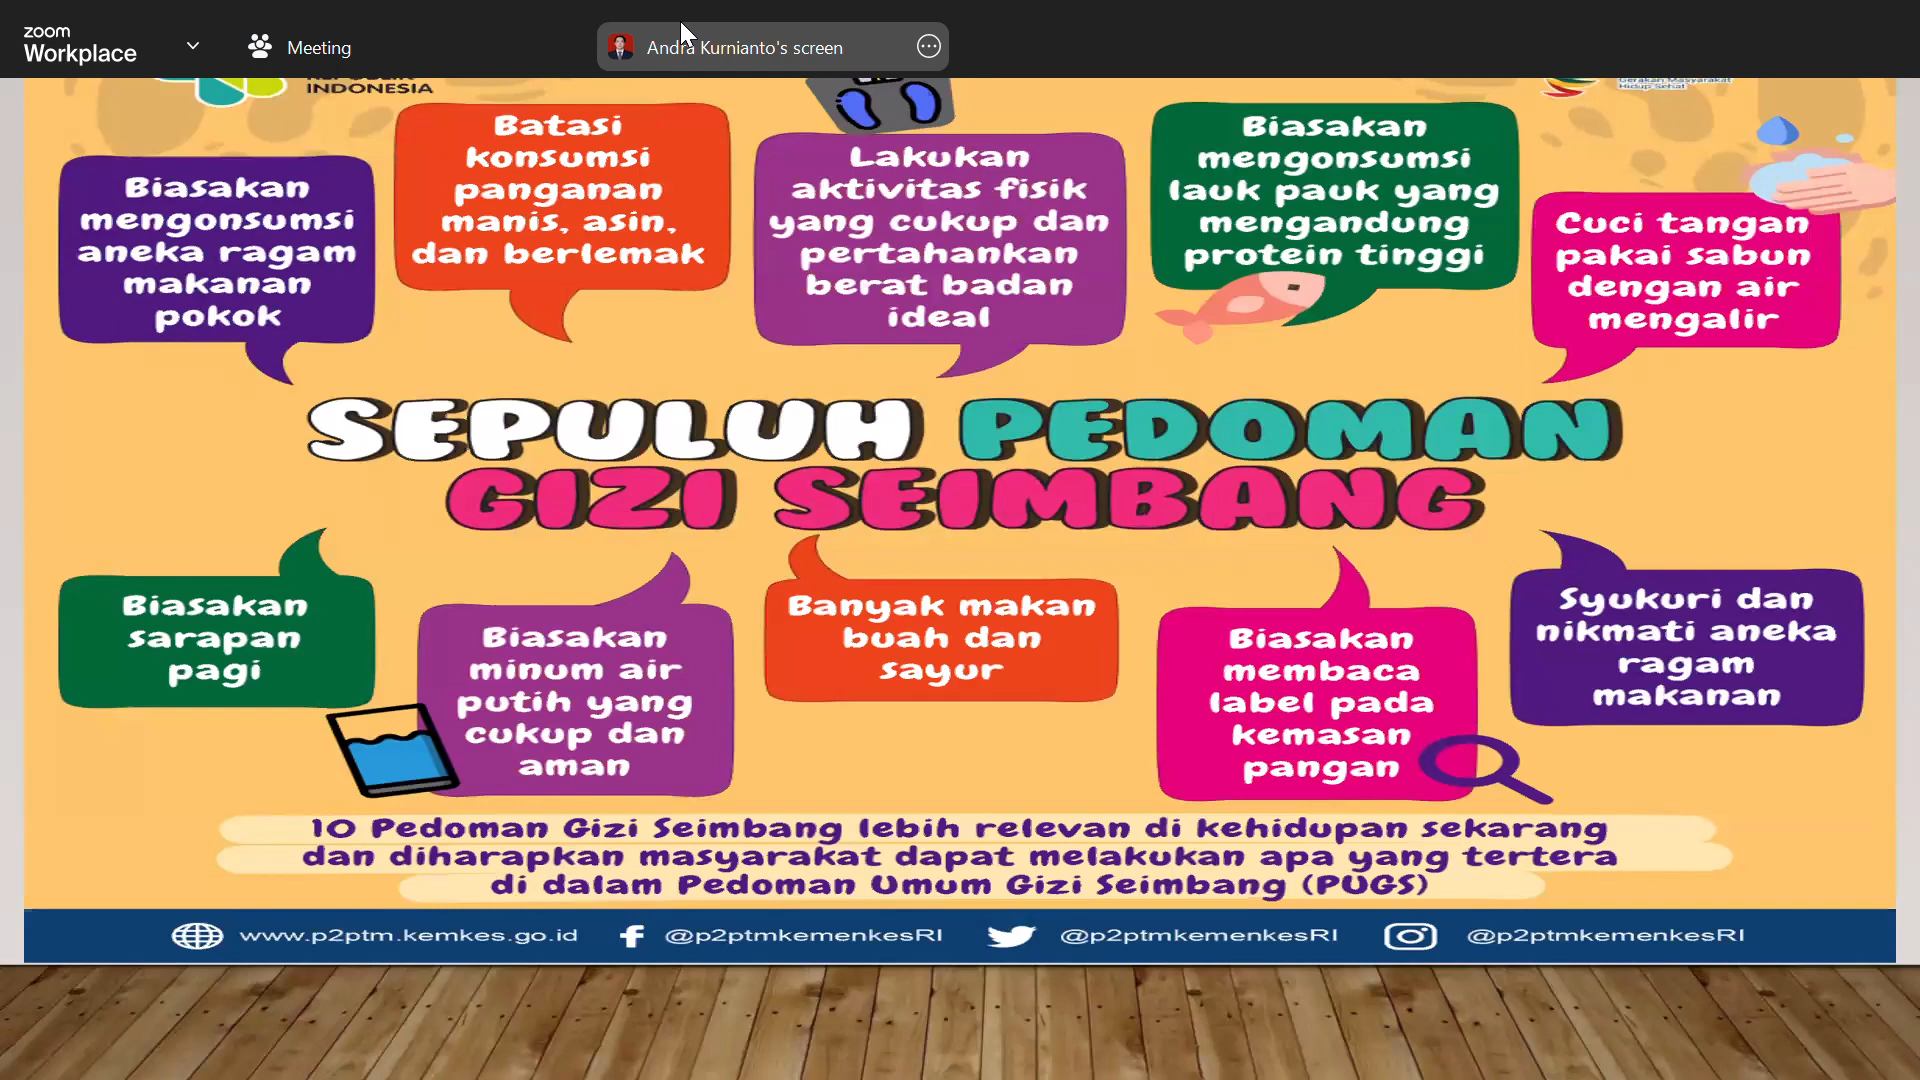 zoom
Workplace
Meeting
Andra Kurnianto's screen
INDONESIA
Gerakan Masyarakat
Hidup Sehat
Biasakan
mengonsumsi
aneka ragam
makanan
pokok
Batasi
konsumsi
panganan
manis, asin,
dan berlemak
Lakukan
aktivitas fisik
yang cukup dan
pertahankan
berat badan
ideal
Biasakan
mengonsumsi
lauk pauk yang
mengandung
protein tinggi
Cuci tangan
pakai sabun
dengan air
mengalir
SEPULUH PEDOMAN
GIZI SEIMBANG
Biasakan
sarapan
pagi
Biasakan
minum air
putih yang
cukup dan
aman
Banyak makan
buah dan
sayur
Biasakan
membaca
label pada
kemasan
pangan
Syukuri dan
nikmati aneka
ragam
makanan
10 Pedoman Gizi Seimbang lebih relevan di kehidupan sekarang
dan diharapkan masyarakat dapat melakukan apa yang tertera
di dalam Pedoman Umum Gizi Seimbang (PUGS)
www.p2ptm.kemkes.go.id
@p2ptmkemenkesRI
@p2ptmkemenkesRI
@p2ptmkemenkesRI